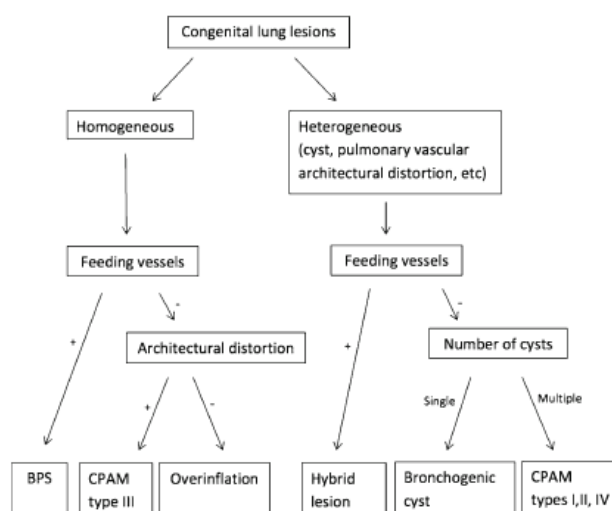 Congenital lung lesions
Homogeneous
Heterogeneous
(cyst, pulmonary vascular
architectural distortion, etc)
Feeding vessels
Feeding vessels
+
-
Architectural distortion
+
-
Number of cysts
+
-
Single
Multiple
BPS
CPAM
type III
Overinflation
Hybrid
lesion
Bronchogenic
cyst
CPAM
types I,II, IV